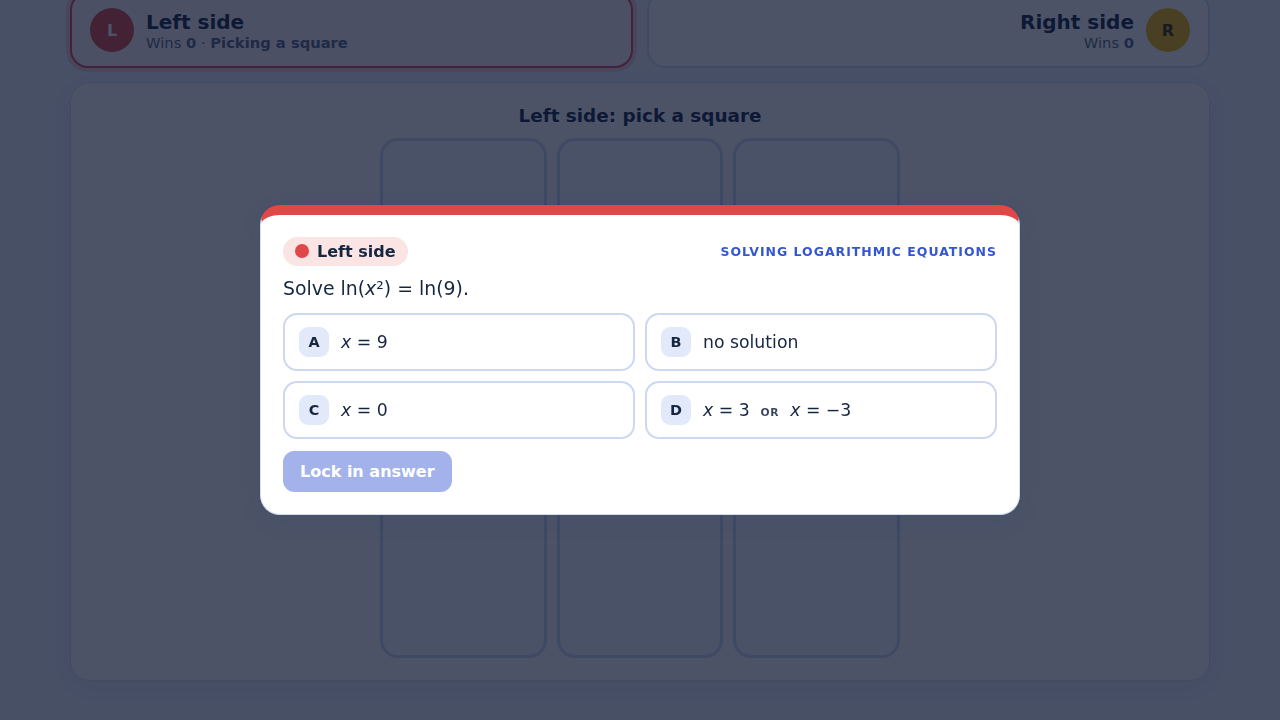 L
Left side
Wins 0 · Picking a square
Right side
Wins 0
R
Left side: pick a square
Left side
SOLVING LOGARITHMIC EQUATIONS
Solve ln(x²) = ln(9).
A x = 9
B no solution
C x = 0
D x = 3 OR x = −3
Lock in answer